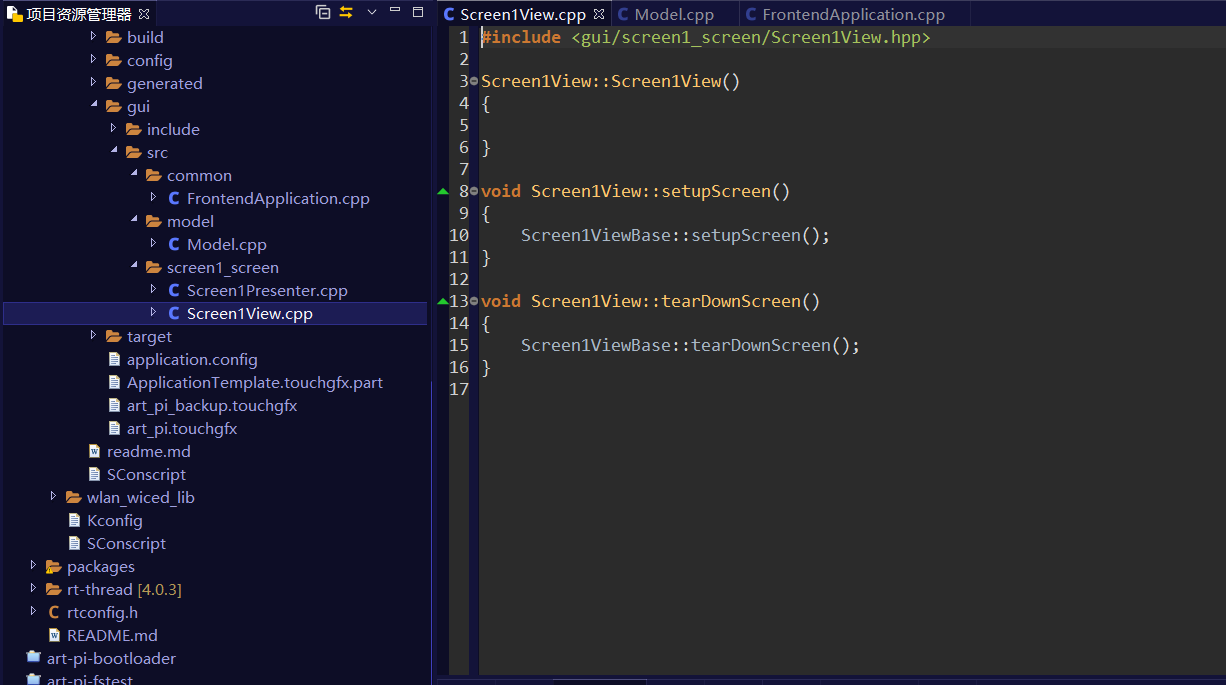 项目资源管理器
build
config
generated
gui
include
src
common
FrontendApplication.cpp
model
Model.cpp
screen1_screen
Screen1Presenter.cpp
Screen1View.cpp
target
application.config
ApplicationTemplate.touchgfx.part
art_pi_backup.touchgfx
art_pi.touchgfx
readme.md
SConscript
wlan_wiced_lib
Kconfig
SConscript
packages
rt-thread [4.0.3]
rtconfig.h
README.md
art-pi-bootloader
art-pi-fstest
Screen1View.cpp Model.cpp FrontendApplication.cpp
1 #include <gui/screen1_screen/Screen1View.hpp>
2
3 Screen1View::Screen1View()
4 {
5
6 }
7
8 void Screen1View::setupScreen()
9 {
10     Screen1ViewBase::setupScreen();
11 }
12
13 void Screen1View::tearDownScreen()
14 {
15     Screen1ViewBase::tearDownScreen();
16 }
17